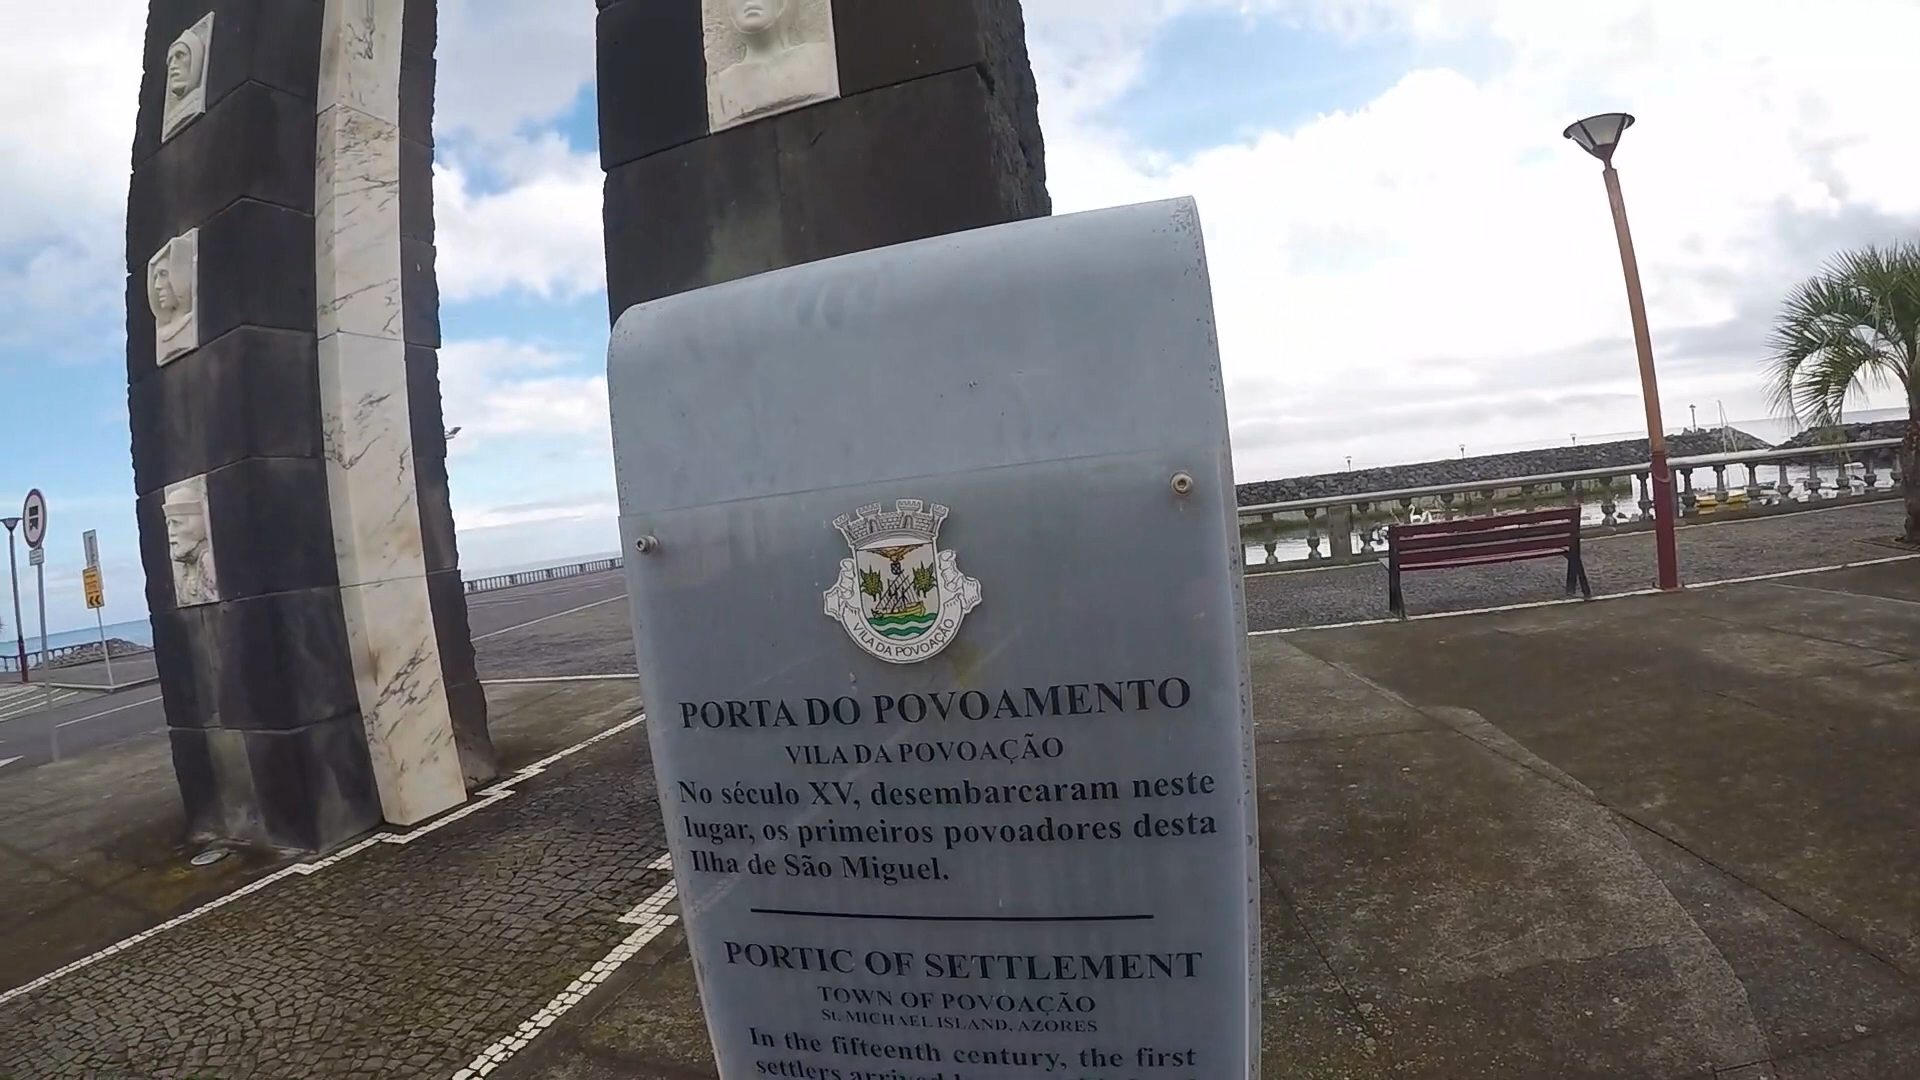 VILA DA POVOAÇÃO
PORTA DO POVOAMENTO
VILA DA POVOAÇÃO
No século XV, desembarcaram neste
lugar, os primeiros povoadores desta
Ilha de São Miguel.
PORTIC OF SETTLEMENT
TOWN OF POVOAÇÃO
St. MICHAEL ISLAND, AZORES
In the fifteenth century, the first
settlers arrived